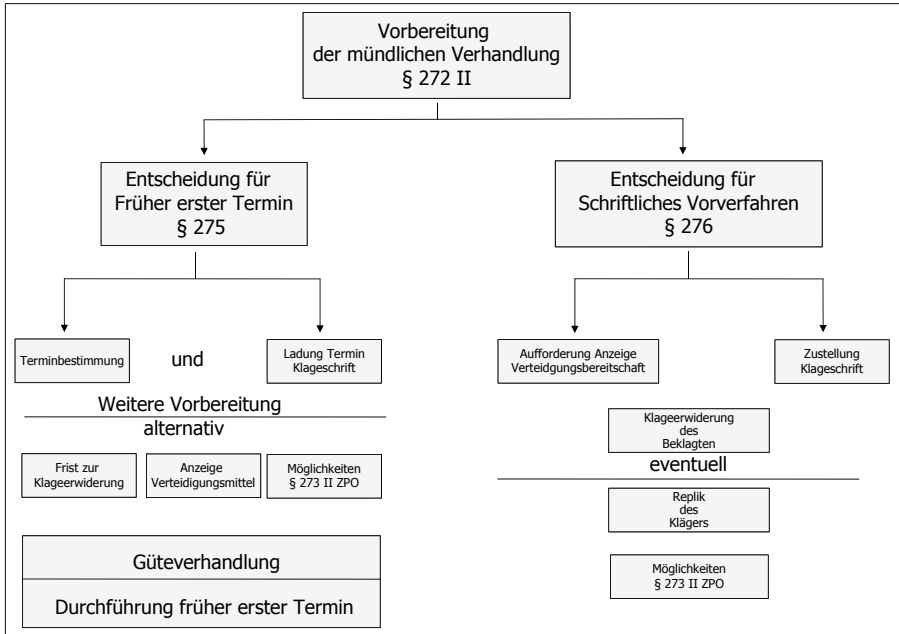 Vorbereitung
der mündlichen Verhandlung
§ 272 II
Entscheidung für
Früher erster Termin
§ 275
Entscheidung für
Schriftliches Vorverfahren
§ 276
Terminbestimmung
und
Ladung Termin
Klageschrift
Aufforderung Anzeige
Verteidgungsbereitschaft
Zustellung
Klageschrift
Weitere Vorbereitung
alternativ
Frist zur
Klageerwiderung
Anzeige
Verteidigungsmittel
Möglichkeiten
§ 273 II ZPO
Klageerwiderung
des
Beklagten
eventuell
Replik
des
Klägers
Möglichkeiten
§ 273 II ZPO
Güteverhandlung
Durchführung früher erster Termin